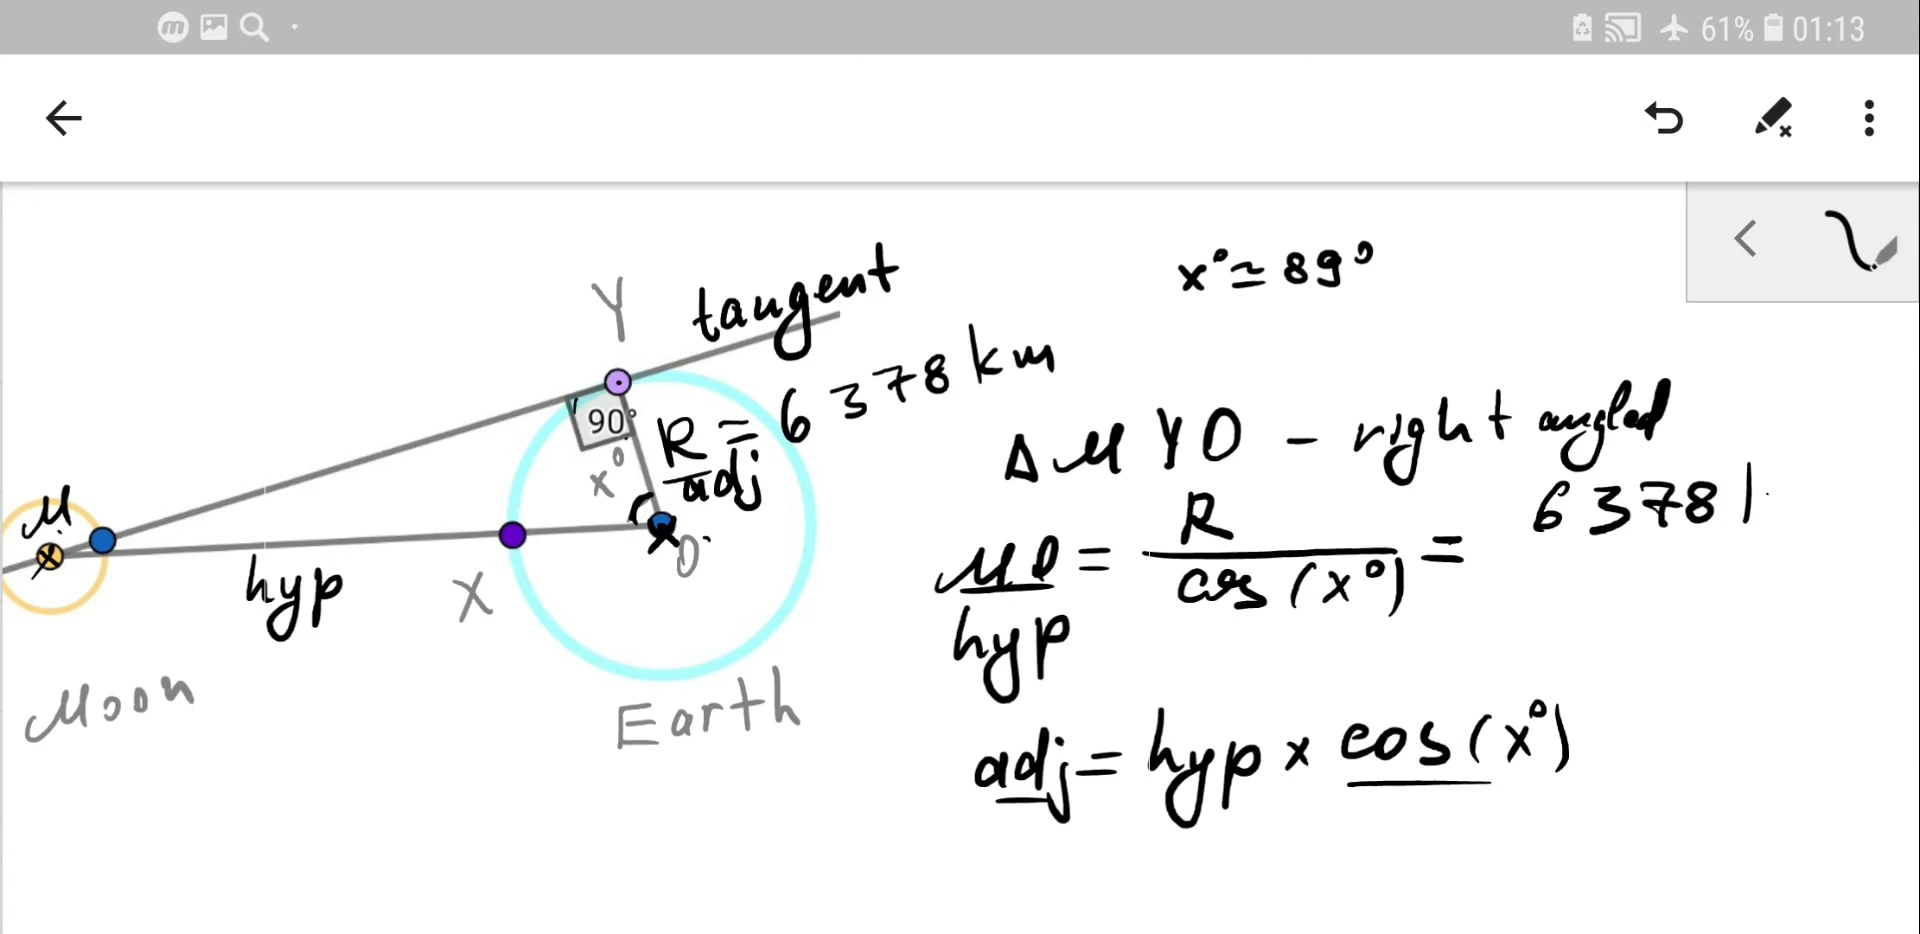 61% 01:13
Y
tangent
x° ≃ 89°
90°
x°
R = 6378 km
adj
Δ MYO - right angled
M
hyp
X
O
MO = R / cos(x°) =
6378
hyp
Moon
Earth
adj = hyp × cos(x°)